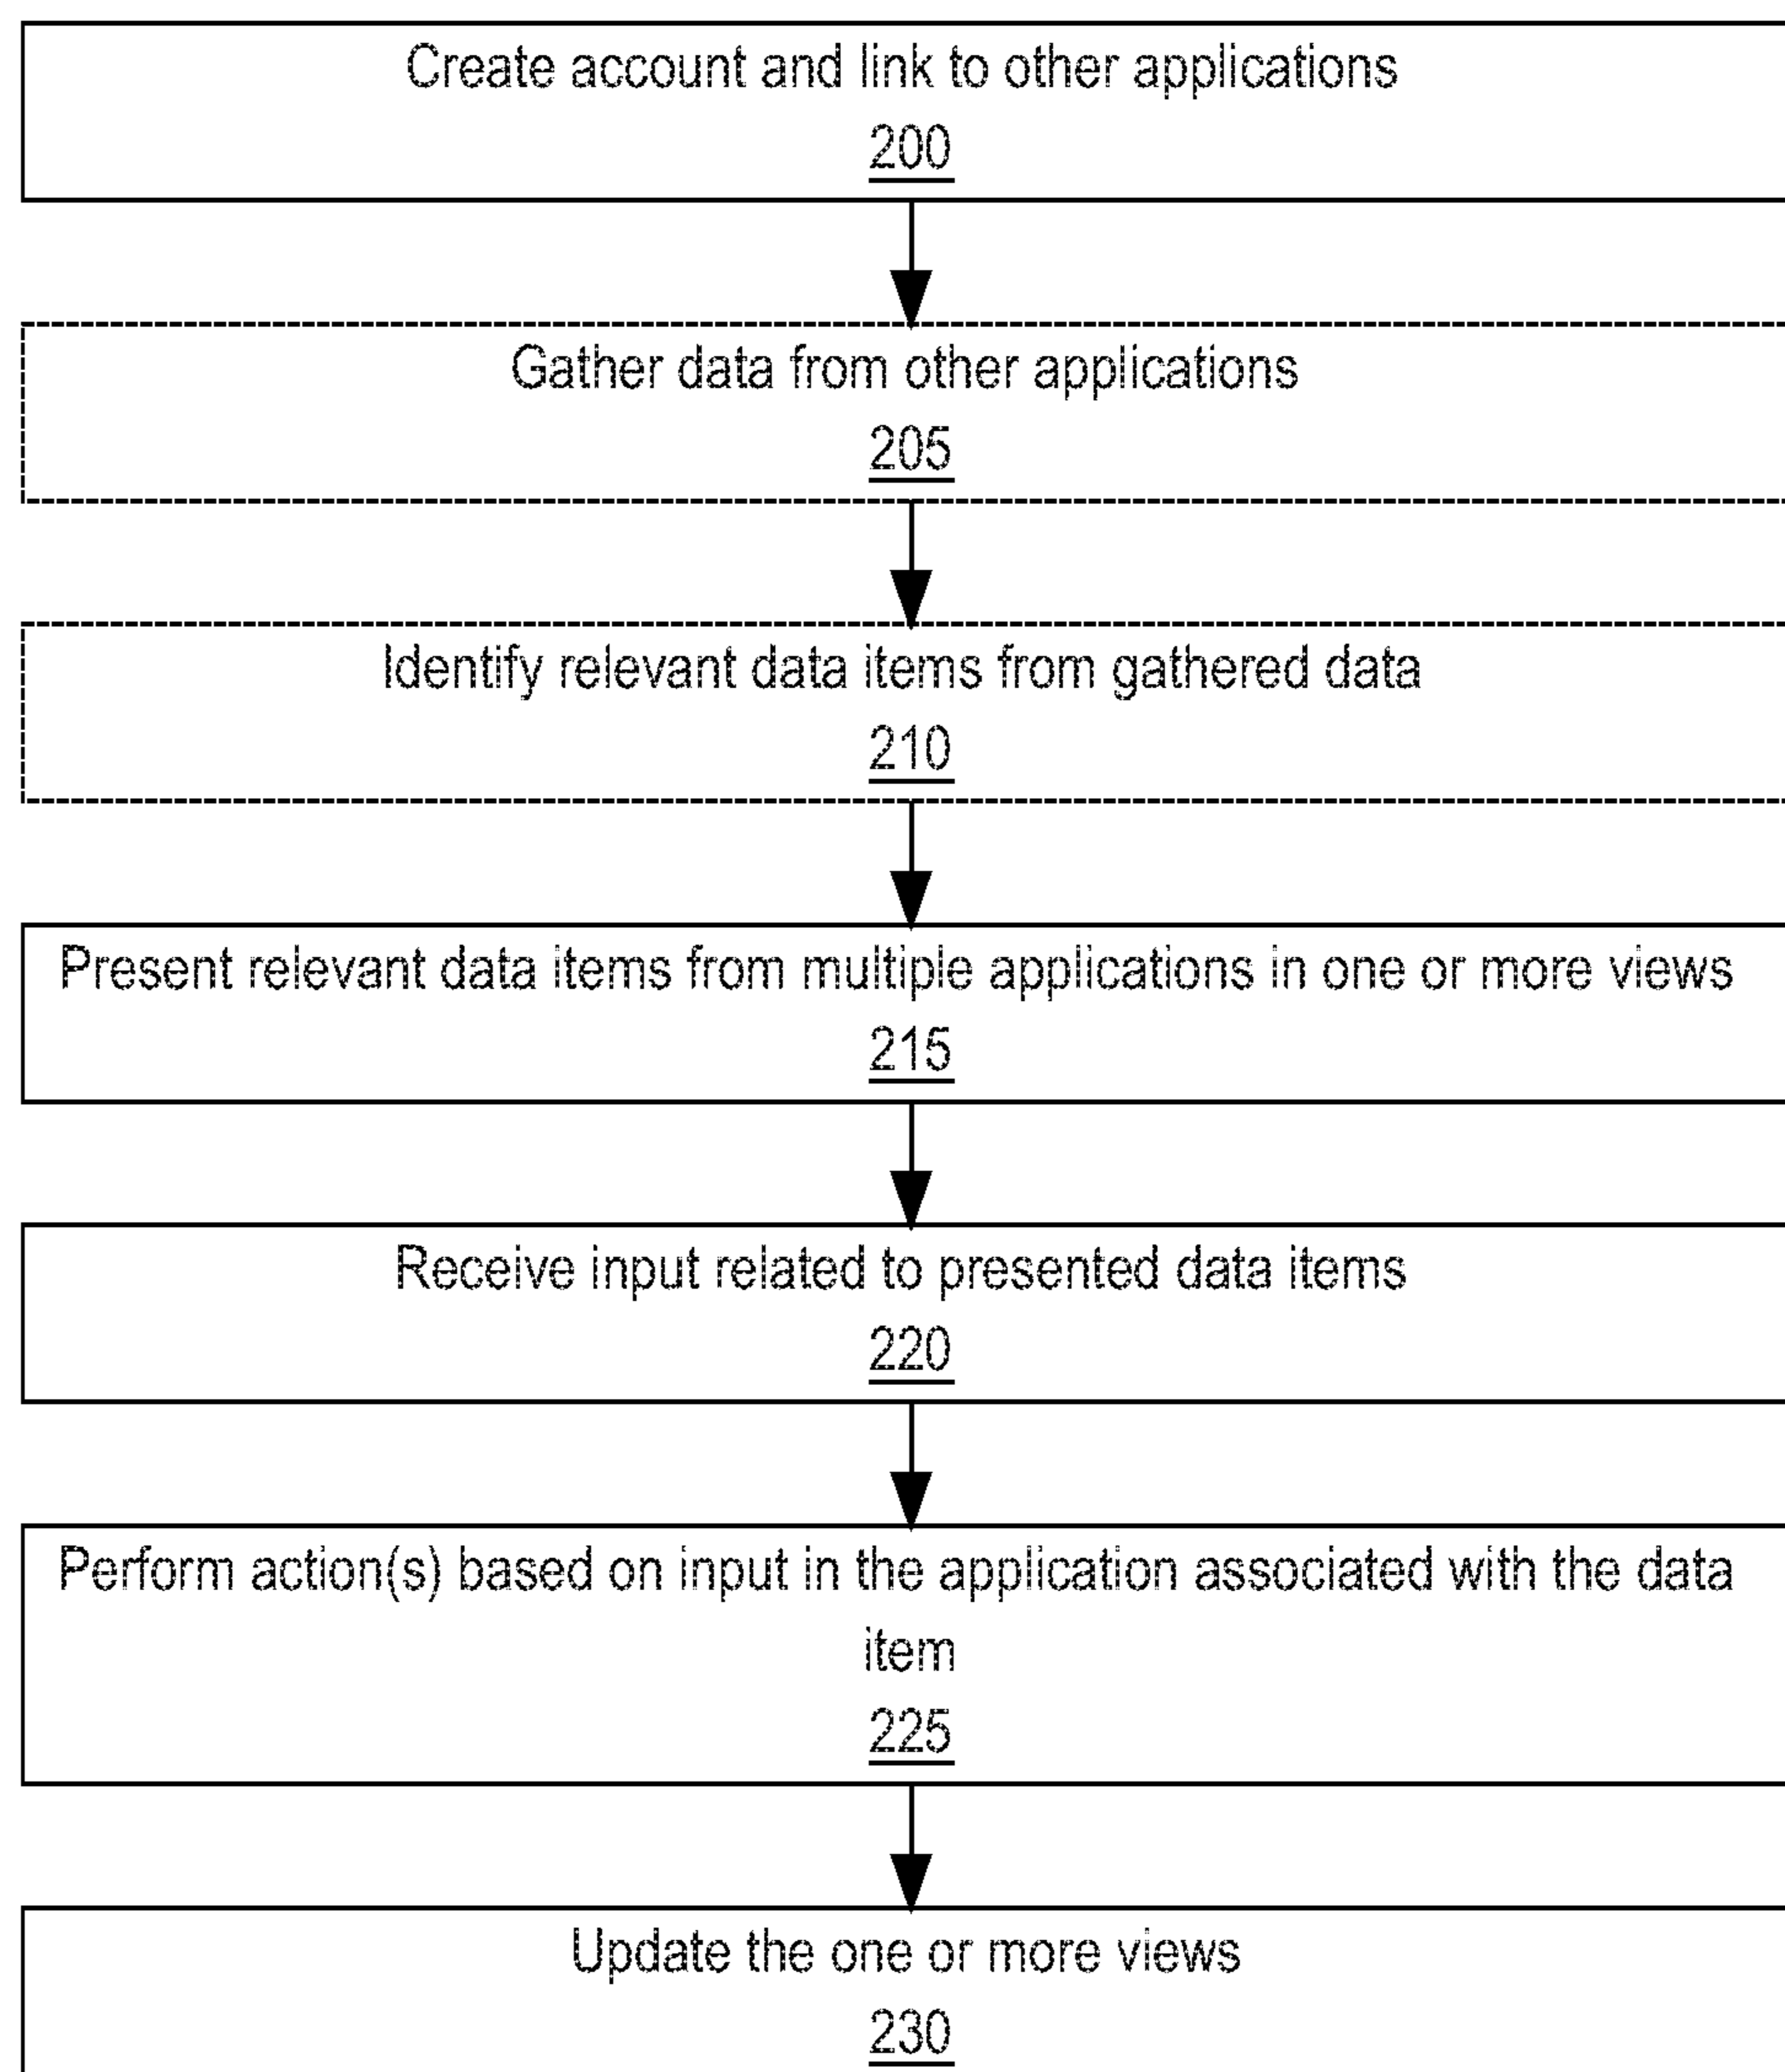 Create account and link to other applications
200
Gather data from other applications
205
Identify relevant data items from gathered data
210
Present relevant data items from multiple applications in one or more views
215
Receive input related to presented data items
220
Perform action(s) based on input in the application associated with the data
item
225
Update the one or more views
230